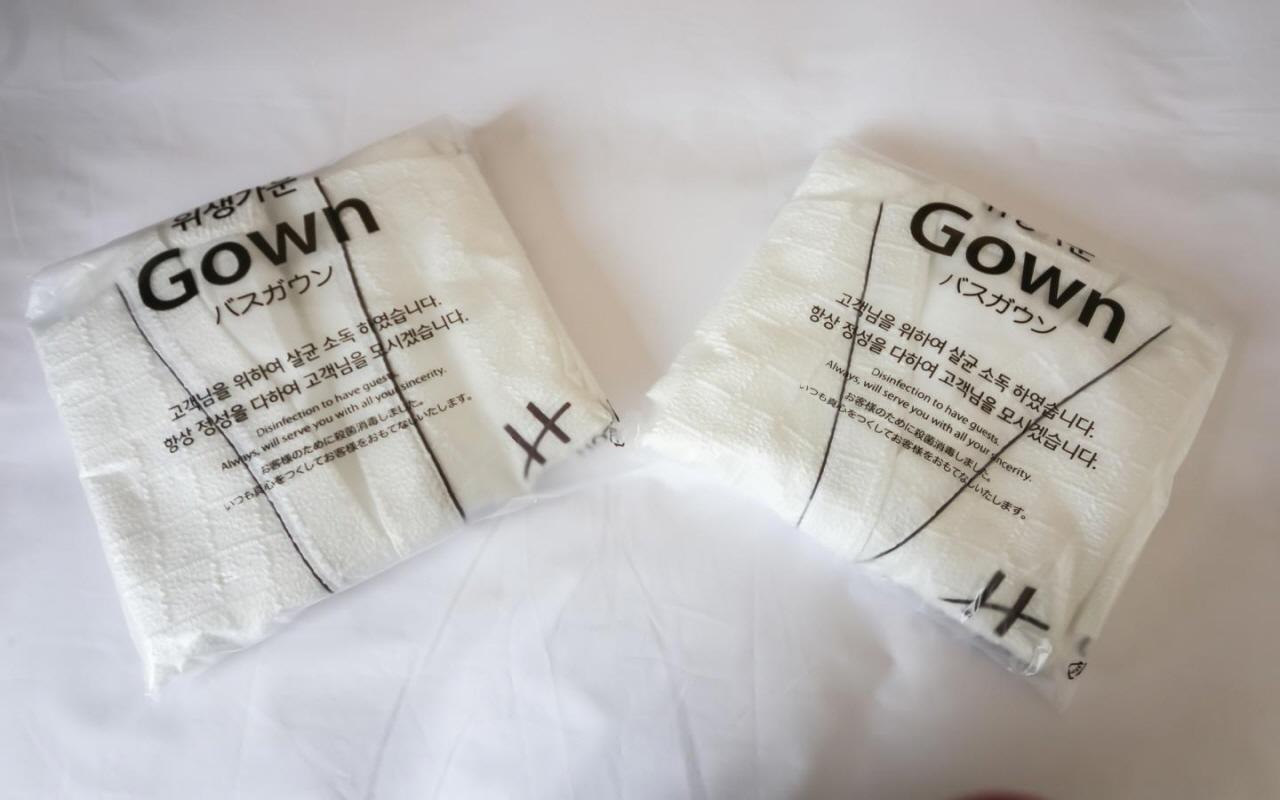 위생가운
Gown
バスガウン
고객님을 위하여 살균 소독 하였습니다.
항상 정성을 다하여 고객님을 모시겠습니다.
Disinfection to have guests.
Always, will serve you with all your sincerity.
お客様のために殺菌消毒しました。
いつも真心をつくしてお客様をおもてなしいたします。
H
Gown
バスガウン
고객님을 위하여 살균 소독 하였습니다.
항상 정성을 다하여 고객님을 모시겠습니다.
Disinfection to have guests.
Always, will serve you with all your sincerity.
お客様のために殺菌消毒しました。
いつも真心をつくしてお客様をおもてなしいたします。
H